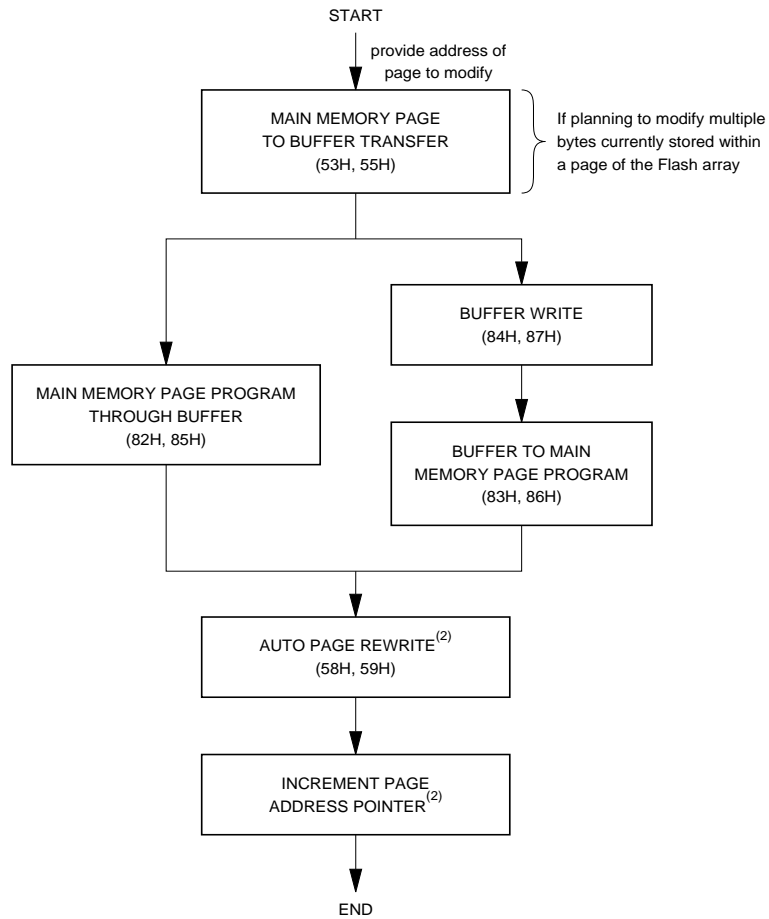 START
provide address of
page to modify
MAIN MEMORY PAGE
TO BUFFER TRANSFER
(53H, 55H)
If planning to modify multiple
bytes currently stored within
a page of the Flash array
BUFFER WRITE
(84H, 87H)
MAIN MEMORY PAGE PROGRAM
THROUGH BUFFER
(82H, 85H)
BUFFER TO MAIN
MEMORY PAGE PROGRAM
(83H, 86H)
AUTO PAGE REWRITE(2)
(58H, 59H)
INCREMENT PAGE
ADDRESS POINTER(2)
END